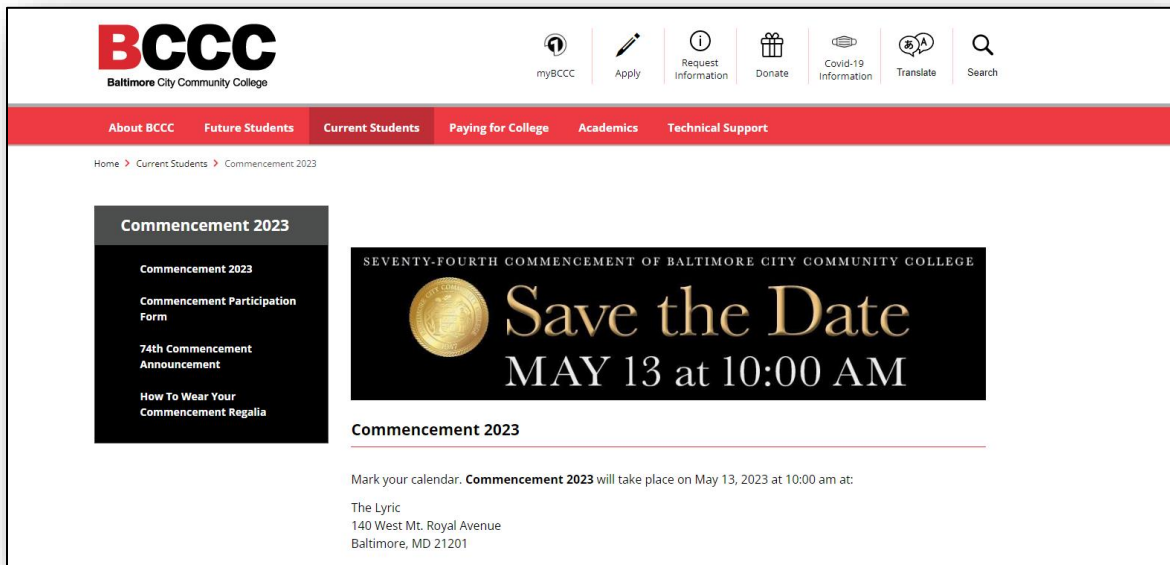 BCCC
Baltimore City Community College
myBCCC
Apply
Request
Information
Donate
Covid-19
Information
Translate
Search
About BCCC
Future Students
Current Students
Paying for College
Academics
Technical Support
Home > Current Students > Commencement 2023
Commencement 2023
Commencement 2023
Commencement Participation
Form
74th Commencement
Announcement
How To Wear Your
Commencement Regalia
SEVENTY-FOURTH COMMENCEMENT OF BALTIMORE CITY COMMUNITY COLLEGE
Save the Date
MAY 13 at 10:00 AM
Commencement 2023
Mark your calendar. Commencement 2023 will take place on May 13, 2023 at 10:00 am at:
The Lyric
140 West Mt. Royal Avenue
Baltimore, MD 21201